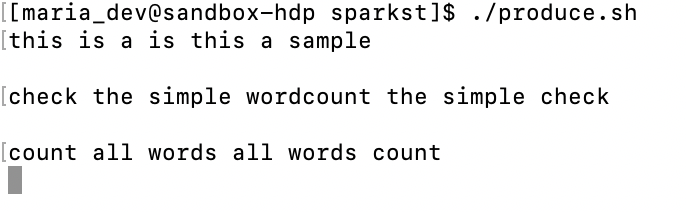 [[maria_dev@sandbox-hdp sparkst]$ ./produce.sh
[this is a is this a sample
[check the simple wordcount the simple check
[count all words all words count